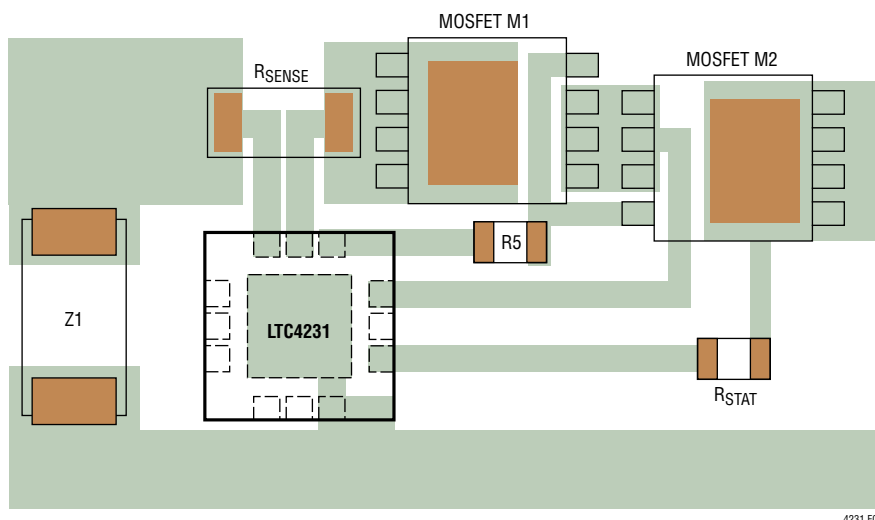 MOSFET M1
MOSFET M2
RSENSE
R5
Z1
LTC4231
RSTAT